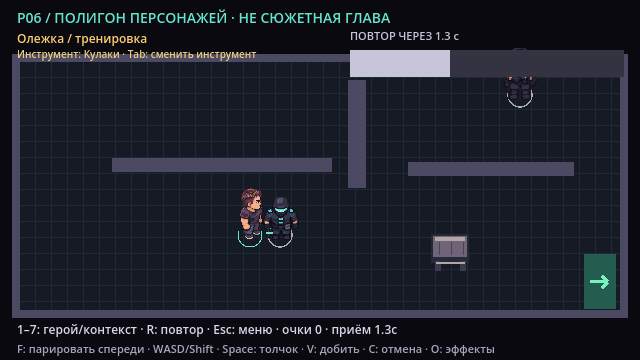 P06 / ПОЛИГОН ПЕРСОНАЖЕЙ · НЕ СЮЖЕТНАЯ ГЛАВА
Олежка / тренировка
ПОВТОР ЧЕРЕЗ 1.3 с
Инструмент: Кулаки · Tab: сменить инструмент
1–7: герой/контекст · R: повтор · Esc: меню · очки 0 · приём 1.3с
F: парировать спереди · WASD/Shift · Space: толчок · V: добить · C: отмена · O: эффекты